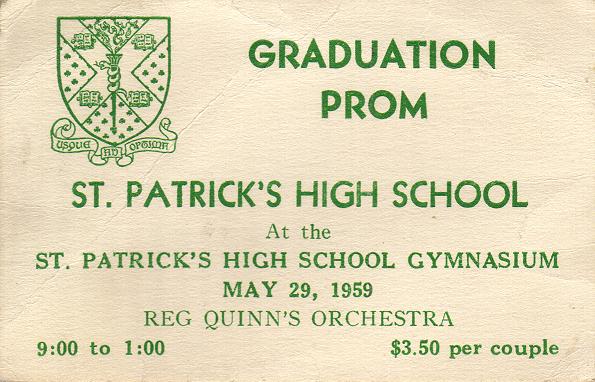 GRADUATION
PROM
USQUE AD OPTIMA
ST. PATRICK'S HIGH SCHOOL
At the
ST. PATRICK'S HIGH SCHOOL GYMNASIUM
MAY 29, 1959
REG QUINN'S ORCHESTRA
9:00 to 1:00 $3.50 per couple